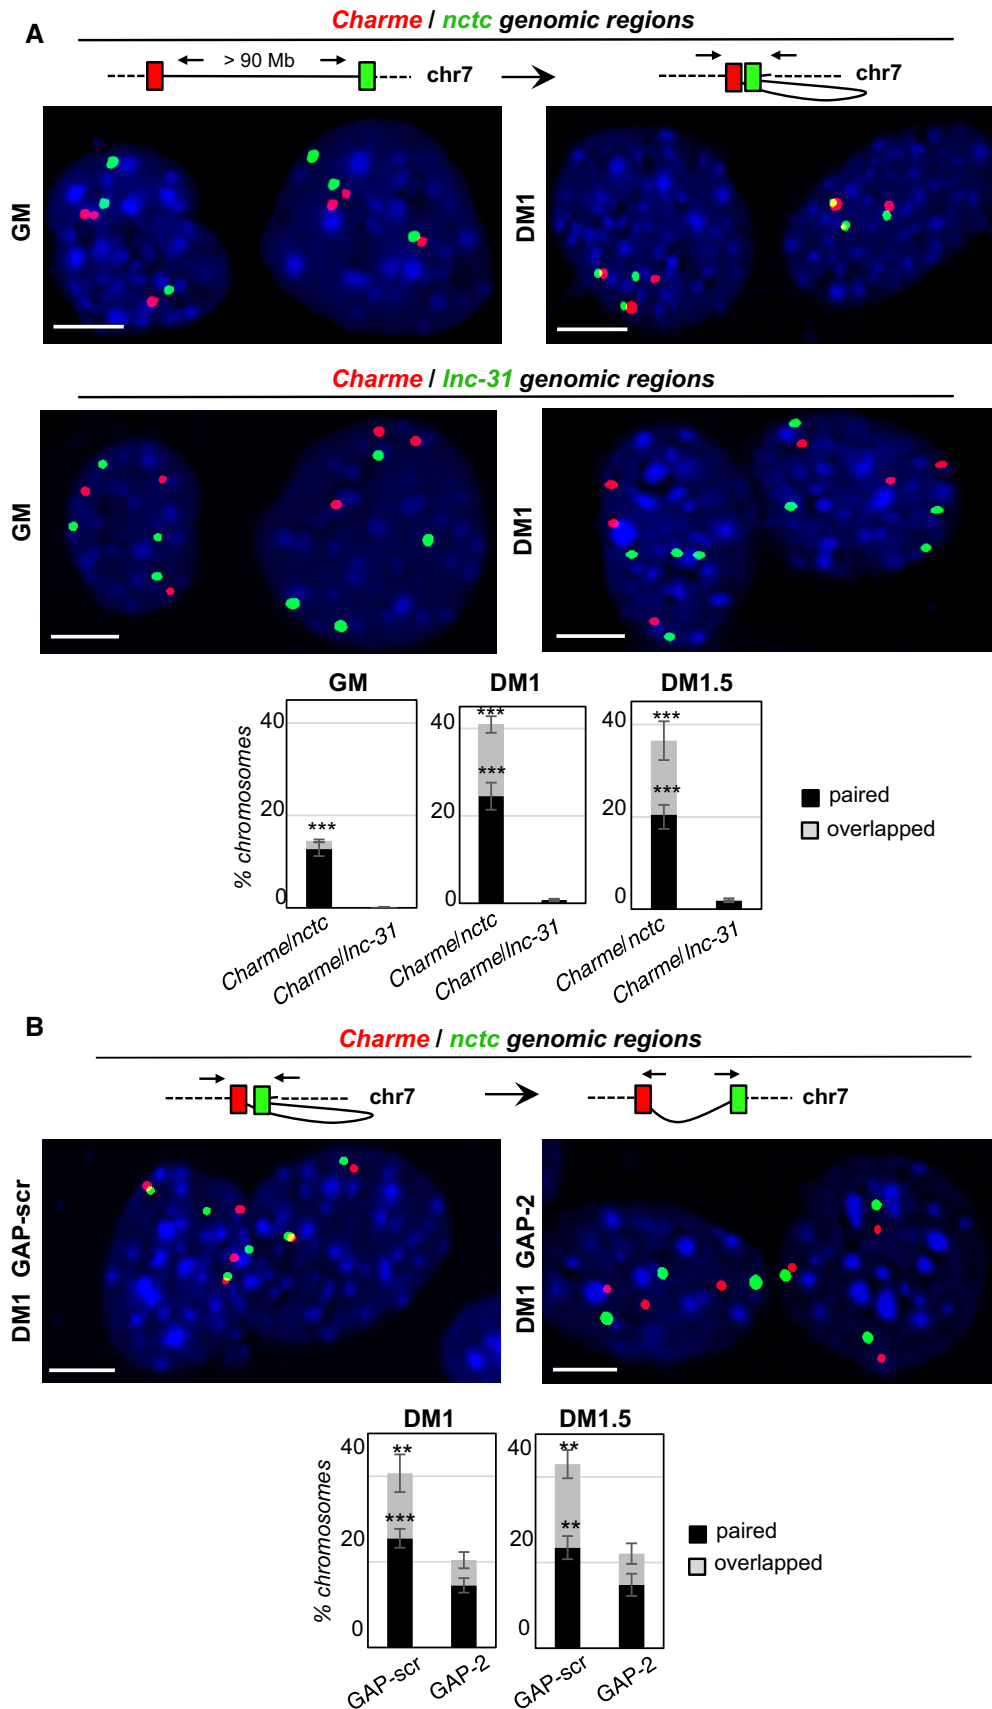 A
Charme / nctc genomic regions
> 90 Mb
chr7
chr7
GM
DM1
Charme / lnc-31 genomic regions
GM
DM1
GM
DM1
DM1.5
% chromosomes
40
20
0
***
40
20
0
***
***
40
20
0
***
***
paired
overlapped
Charme/nctc
Charme/lnc-31
Charme/nctc
Charme/lnc-31
Charme/nctc
Charme/lnc-31
B
Charme / nctc genomic regions
chr7
chr7
DM1 GAP-scr
DM1 GAP-2
DM1
DM1.5
% chromosomes
40
20
0
**
***
40
20
0
**
**
paired
overlapped
GAP-scr
GAP-2
GAP-scr
GAP-2